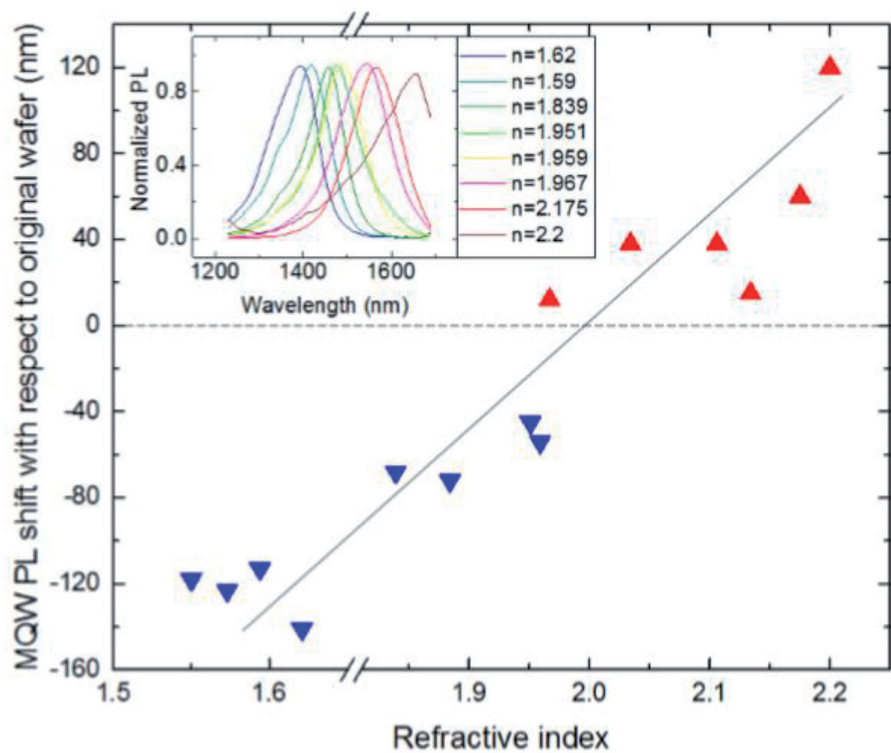 MQW PL shift with respect to original wafer (nm)
120
80
40
0
-40
-80
-120
-160
1.5
1.6
1.9
2.0
2.1
2.2
Refractive index
Normalized PL
0.8
0.4
0.0
1200
1400
1600
Wavelength (nm)
n=1.62
n=1.59
n=1.839
n=1.951
n=1.959
n=1.967
n=2.175
n=2.2